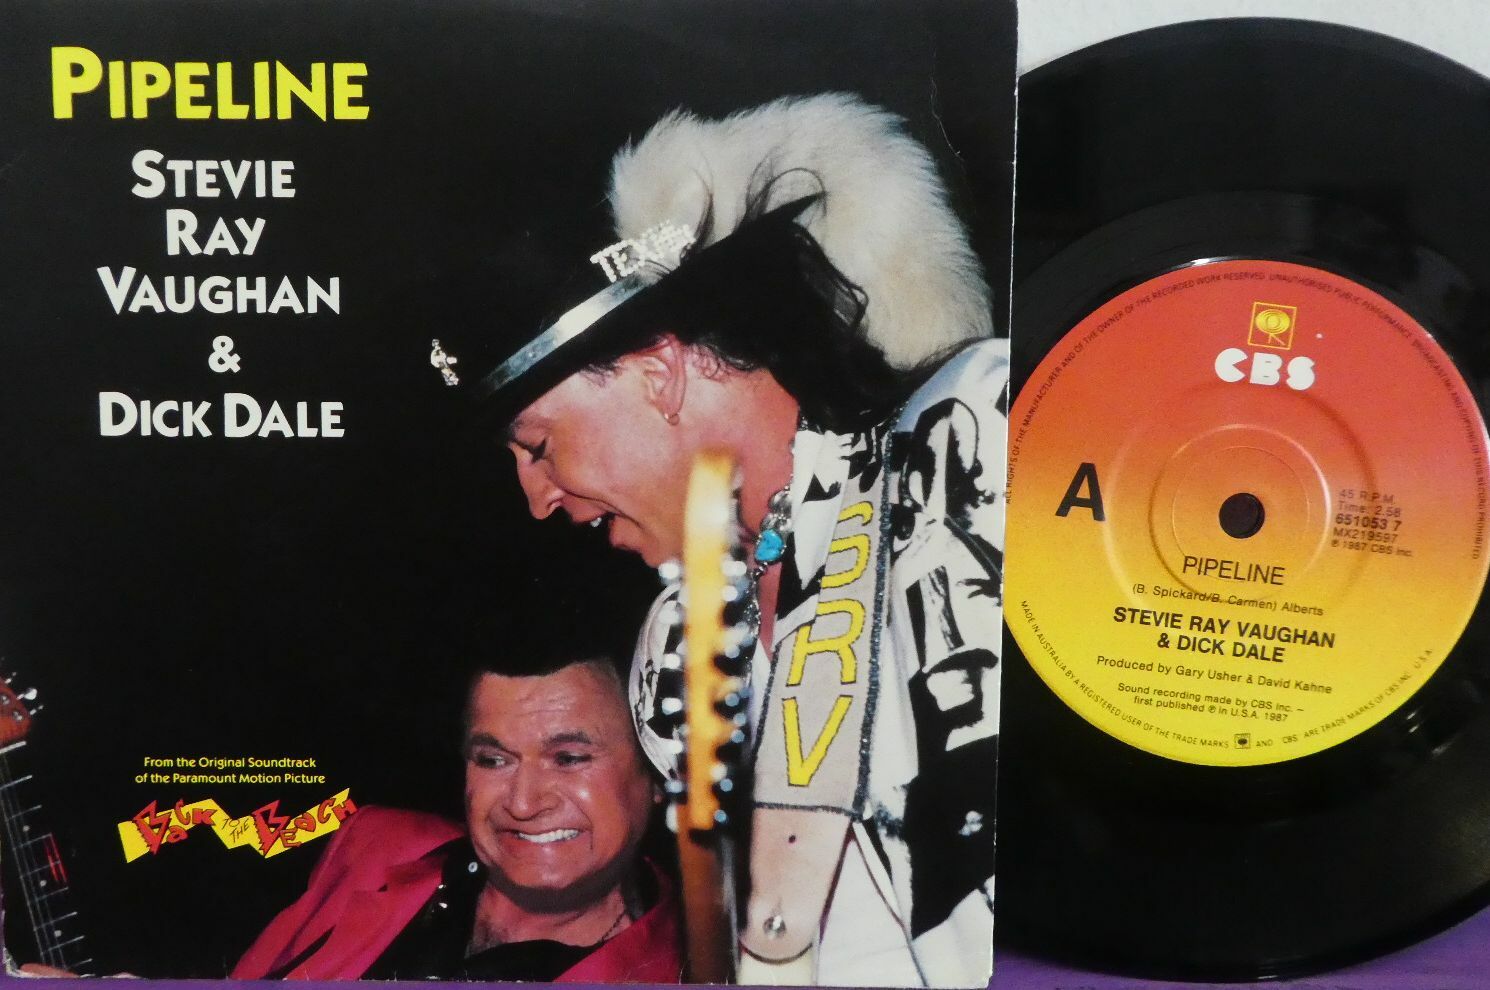 PIPELINE
STEVIE
RAY
VAUGHAN
&
DICK DALE
TEXAS
SRV
From the Original Soundtrack
of the Paramount Motion Picture
BACK TO THE BEACH
ALL RIGHTS OF THE MANUFACTURER AND OF THE OWNER OF THE RECORDED WORK RESERVED. UNAUTHORISED PUBLIC PERFORMANCE BROADCASTING AND COPYING OF THIS RECORD PROHIBITED
CBS
A
45 R.P.M.
Time: 2.58
651053 7
MX219597
℗ 1987 CBS Inc.
PIPELINE
(B. Spickard/B. Carmen) Alberts
STEVIE RAY VAUGHAN
& DICK DALE
Produced by Gary Usher & David Kahne
Sound recording made by CBS Inc. –
first published ℗ in U.S.A. 1987
MADE IN AUSTRALIA BY A REGISTERED USER OF THE TRADE MARKS AND CBS. ARE TRADE MARKS OF CBS INC. U.S.A.